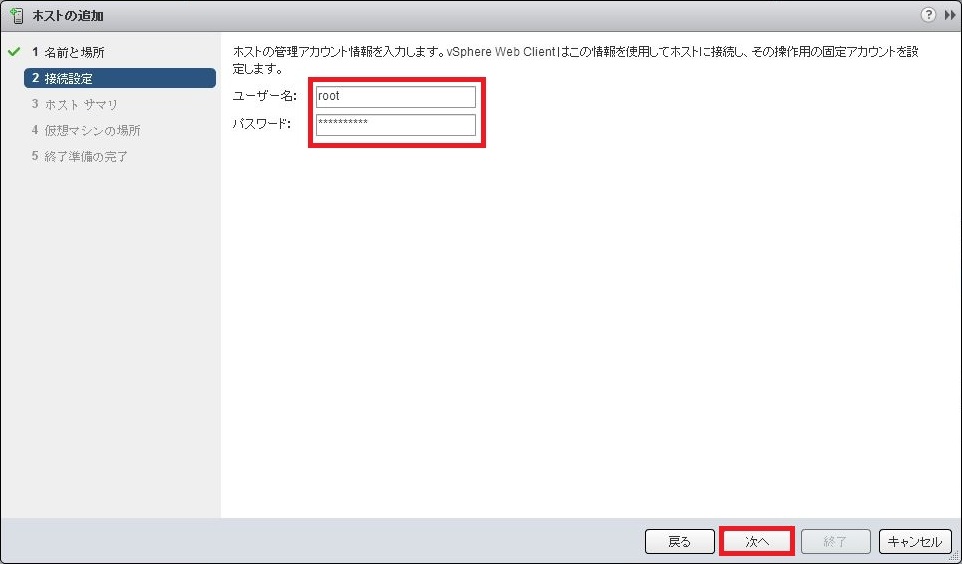 ホストの追加
?
1 名前と場所
2 接続設定
3 ホスト サマリ
4 仮想マシンの場所
5 終了準備の完了
ホストの管理アカウント情報を入力します。vSphere Web Clientはこの情報を使用してホストに接続し、その操作用の固定アカウントを設
定します。
ユーザー名: root
パスワード: **********
戻る 次へ 終了 キャンセル